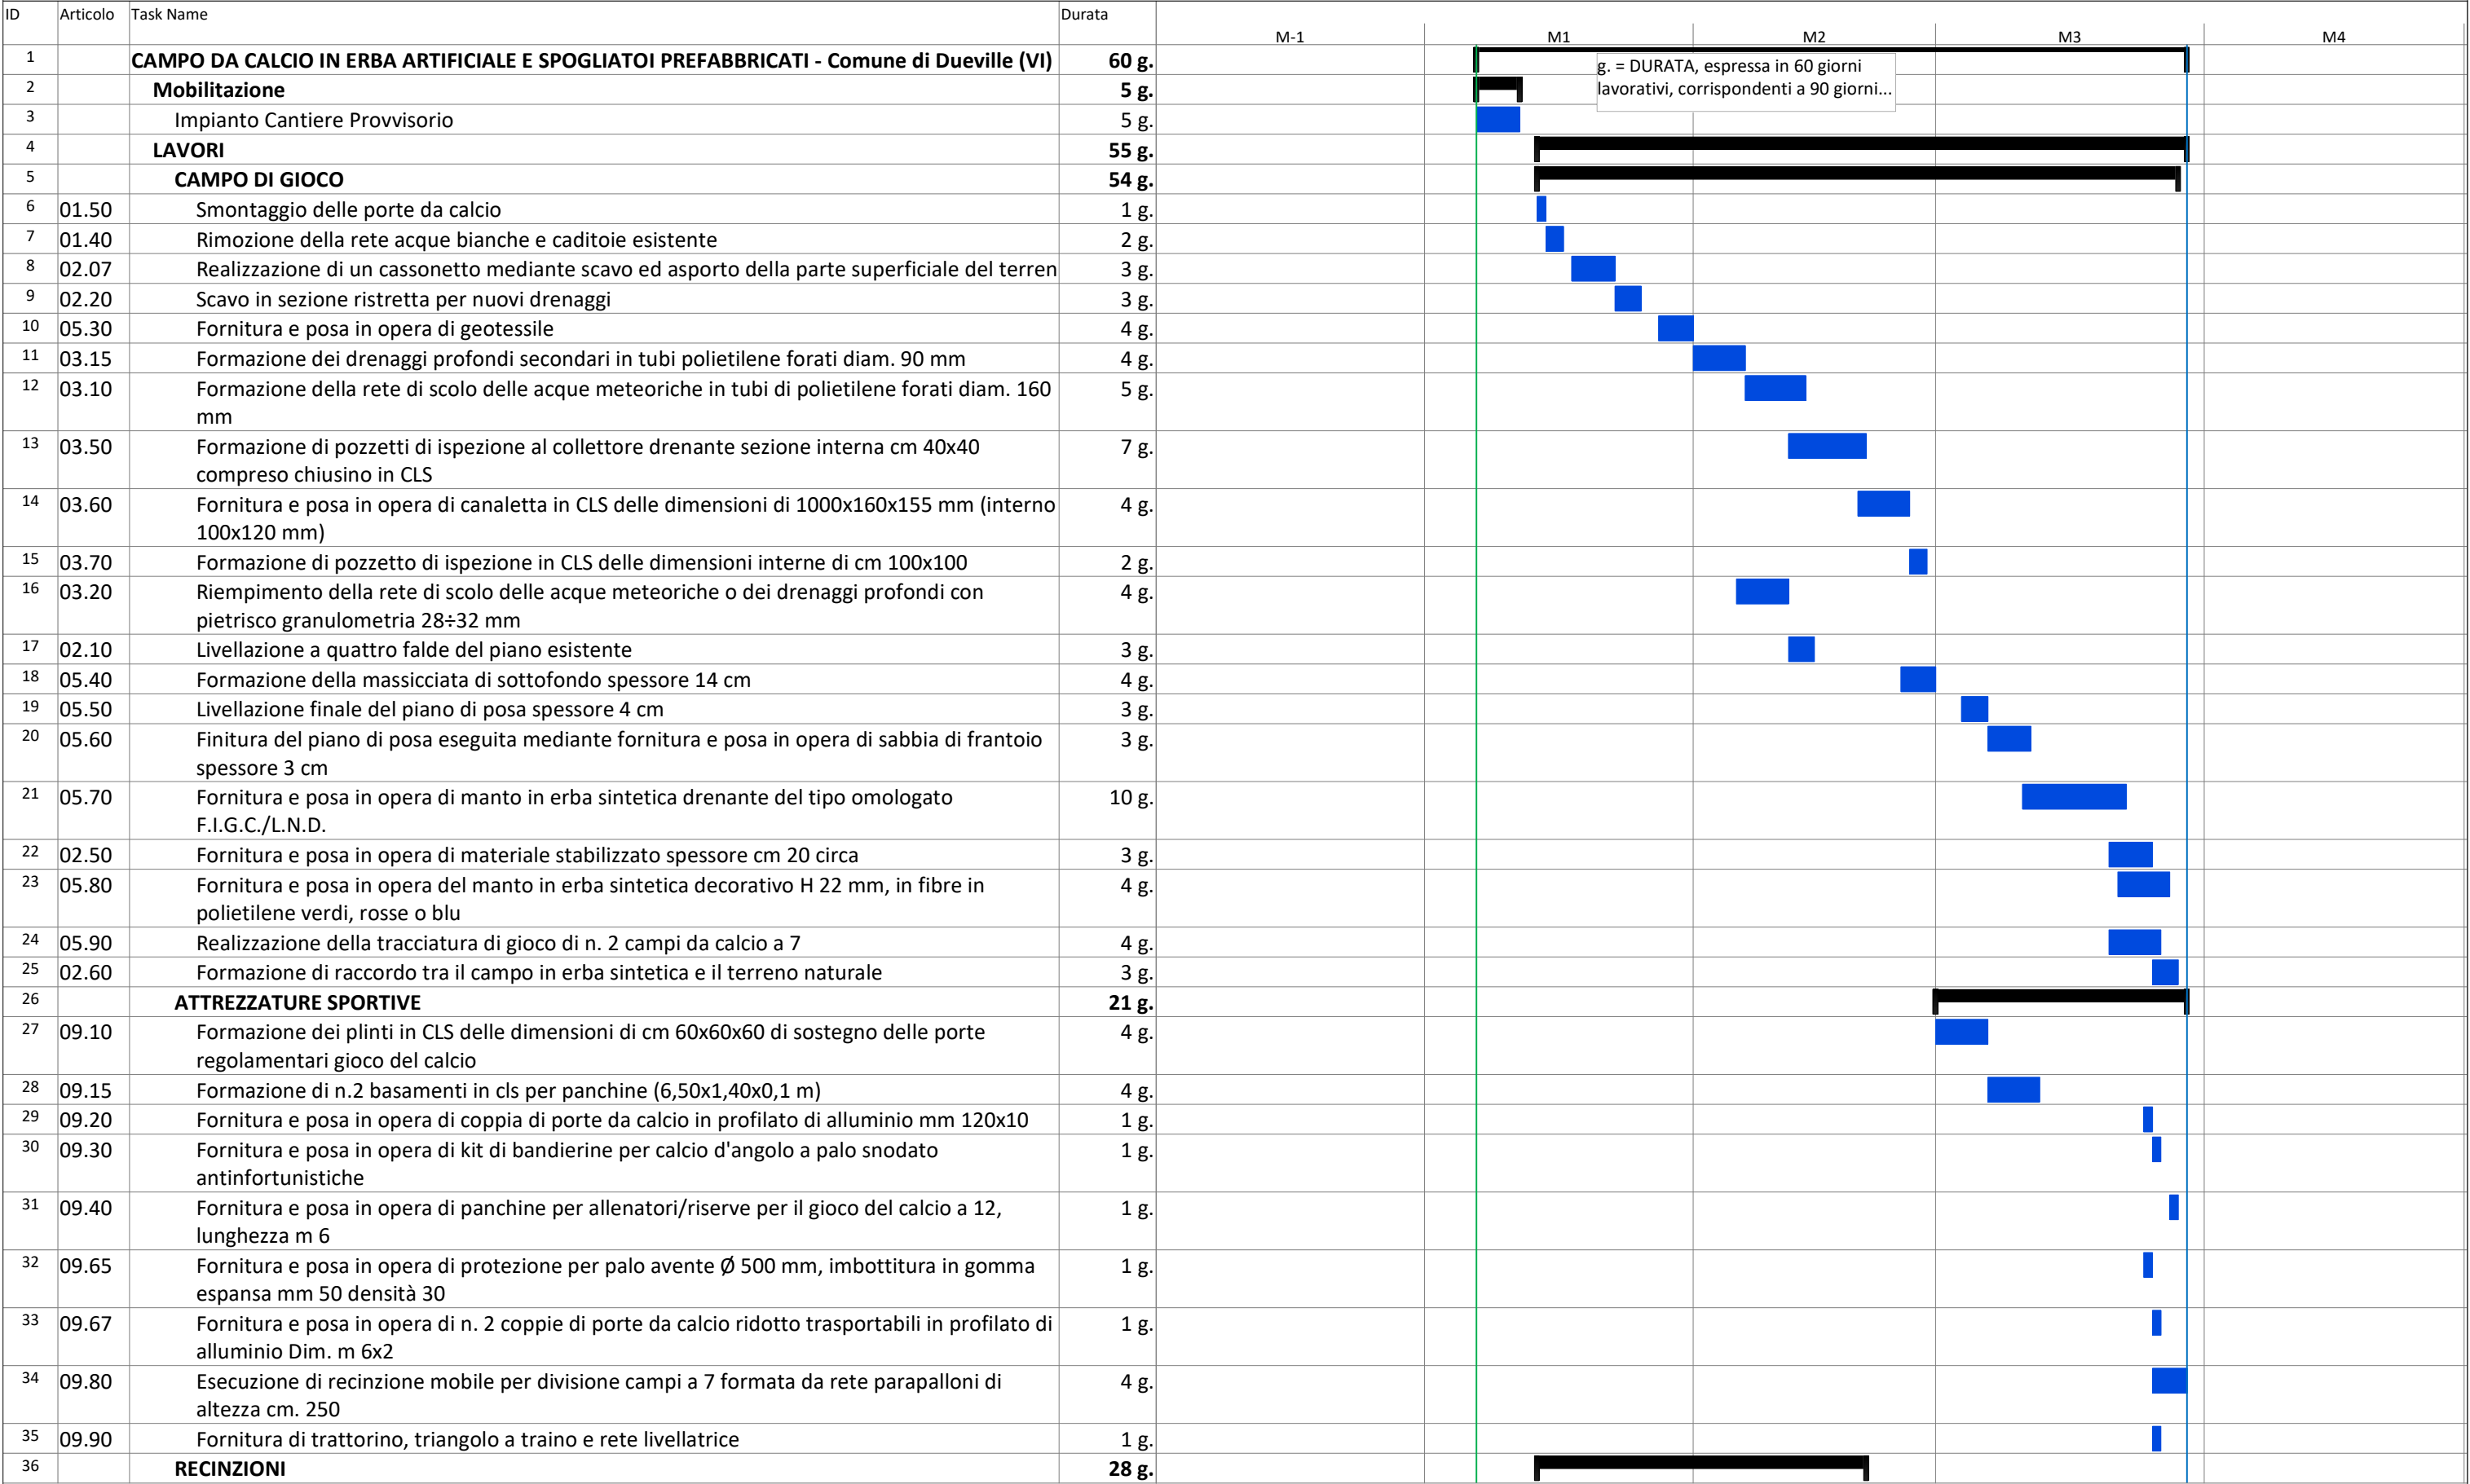 ID Articolo Task Name Durata
M-1 M1 M2 M3 M4
1 CAMPO DA CALCIO IN ERBA ARTIFICIALE E SPOGLIATOI PREFABBRICATI - Comune di Dueville (VI) 60 g.
g. = DURATA, espressa in 60 giorni
lavorativi, corrispondenti a 90 giorni...
2 Mobilitazione 5 g.
3 Impianto Cantiere Provvisorio 5 g.
4 LAVORI 55 g.
5 CAMPO DI GIOCO 54 g.
6 01.50 Smontaggio delle porte da calcio 1 g.
7 01.40 Rimozione della rete acque bianche e caditoie esistente 2 g.
8 02.07 Realizzazione di un cassonetto mediante scavo ed asporto della parte superficiale del terren 3 g.
9 02.20 Scavo in sezione ristretta per nuovi drenaggi 3 g.
10 05.30 Fornitura e posa in opera di geotessile 4 g.
11 03.15 Formazione dei drenaggi profondi secondari in tubi polietilene forati diam. 90 mm 4 g.
12 03.10 Formazione della rete di scolo delle acque meteoriche in tubi di polietilene forati diam. 160 5 g.
mm
13 03.50 Formazione di pozzetti di ispezione al collettore drenante sezione interna cm 40x40 7 g.
compreso chiusino in CLS
14 03.60 Fornitura e posa in opera di canaletta in CLS delle dimensioni di 1000x160x155 mm (interno 4 g.
100x120 mm)
15 03.70 Formazione di pozzetto di ispezione in CLS delle dimensioni interne di cm 100x100 2 g.
16 03.20 Riempimento della rete di scolo delle acque meteoriche o dei drenaggi profondi con 4 g.
pietrisco granulometria 28÷32 mm
17 02.10 Livellazione a quattro falde del piano esistente 3 g.
18 05.40 Formazione della massicciata di sottofondo spessore 14 cm 4 g.
19 05.50 Livellazione finale del piano di posa spessore 4 cm 3 g.
20 05.60 Finitura del piano di posa eseguita mediante fornitura e posa in opera di sabbia di frantoio 3 g.
spessore 3 cm
21 05.70 Fornitura e posa in opera di manto in erba sintetica drenante del tipo omologato 10 g.
F.I.G.C./L.N.D.
22 02.50 Fornitura e posa in opera di materiale stabilizzato spessore cm 20 circa 3 g.
23 05.80 Fornitura e posa in opera del manto in erba sintetica decorativo H 22 mm, in fibre in 4 g.
polietilene verdi, rosse o blu
24 05.90 Realizzazione della tracciatura di gioco di n. 2 campi da calcio a 7 4 g.
25 02.60 Formazione di raccordo tra il campo in erba sintetica e il terreno naturale 3 g.
26 ATTREZZATURE SPORTIVE 21 g.
27 09.10 Formazione dei plinti in CLS delle dimensioni di cm 60x60x60 di sostegno delle porte 4 g.
regolamentari gioco del calcio
28 09.15 Formazione di n.2 basamenti in cls per panchine (6,50x1,40x0,1 m) 4 g.
29 09.20 Fornitura e posa in opera di coppia di porte da calcio in profilato di alluminio mm 120x10 1 g.
30 09.30 Fornitura e posa in opera di kit di bandierine per calcio d'angolo a palo snodato 1 g.
antinfortunistiche
31 09.40 Fornitura e posa in opera di panchine per allenatori/riserve per il gioco del calcio a 12, 1 g.
lunghezza m 6
32 09.65 Fornitura e posa in opera di protezione per palo avente Ø 500 mm, imbottitura in gomma 1 g.
espansa mm 50 densità 30
33 09.67 Fornitura e posa in opera di n. 2 coppie di porte da calcio ridotto trasportabili in profilato di 1 g.
alluminio Dim. m 6x2
34 09.80 Esecuzione di recinzione mobile per divisione campi a 7 formata da rete parapalloni di 4 g.
altezza cm. 250
35 09.90 Fornitura di trattorino, triangolo a traino e rete livellatrice 1 g.
36 RECINZIONI 28 g.